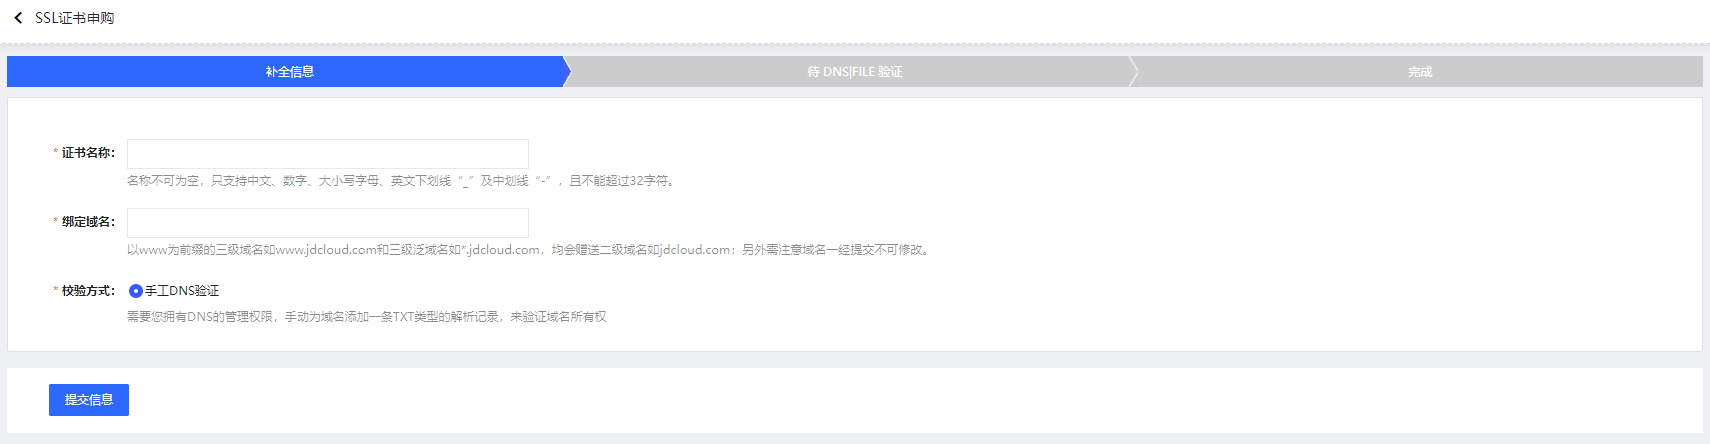 SSL证书申购
补全信息
待 DNS|FILE 验证
完成
* 证书名称：
名称不可为空，只支持中文、数字、大小写字母、英文下划线“_”及中划线“-”，且不能超过32字符。
* 绑定域名：
以www为前缀的三级域名如www.jdcloud.com和三级泛域名如*.jdcloud.com，均会赠送二级域名如jdcloud.com；另外需注意域名一经提交不可修改。
* 校验方式： 手工DNS验证
需要您拥有DNS的管理权限，手动为域名添加一条TXT类型的解析记录，来验证域名所有权
提交信息